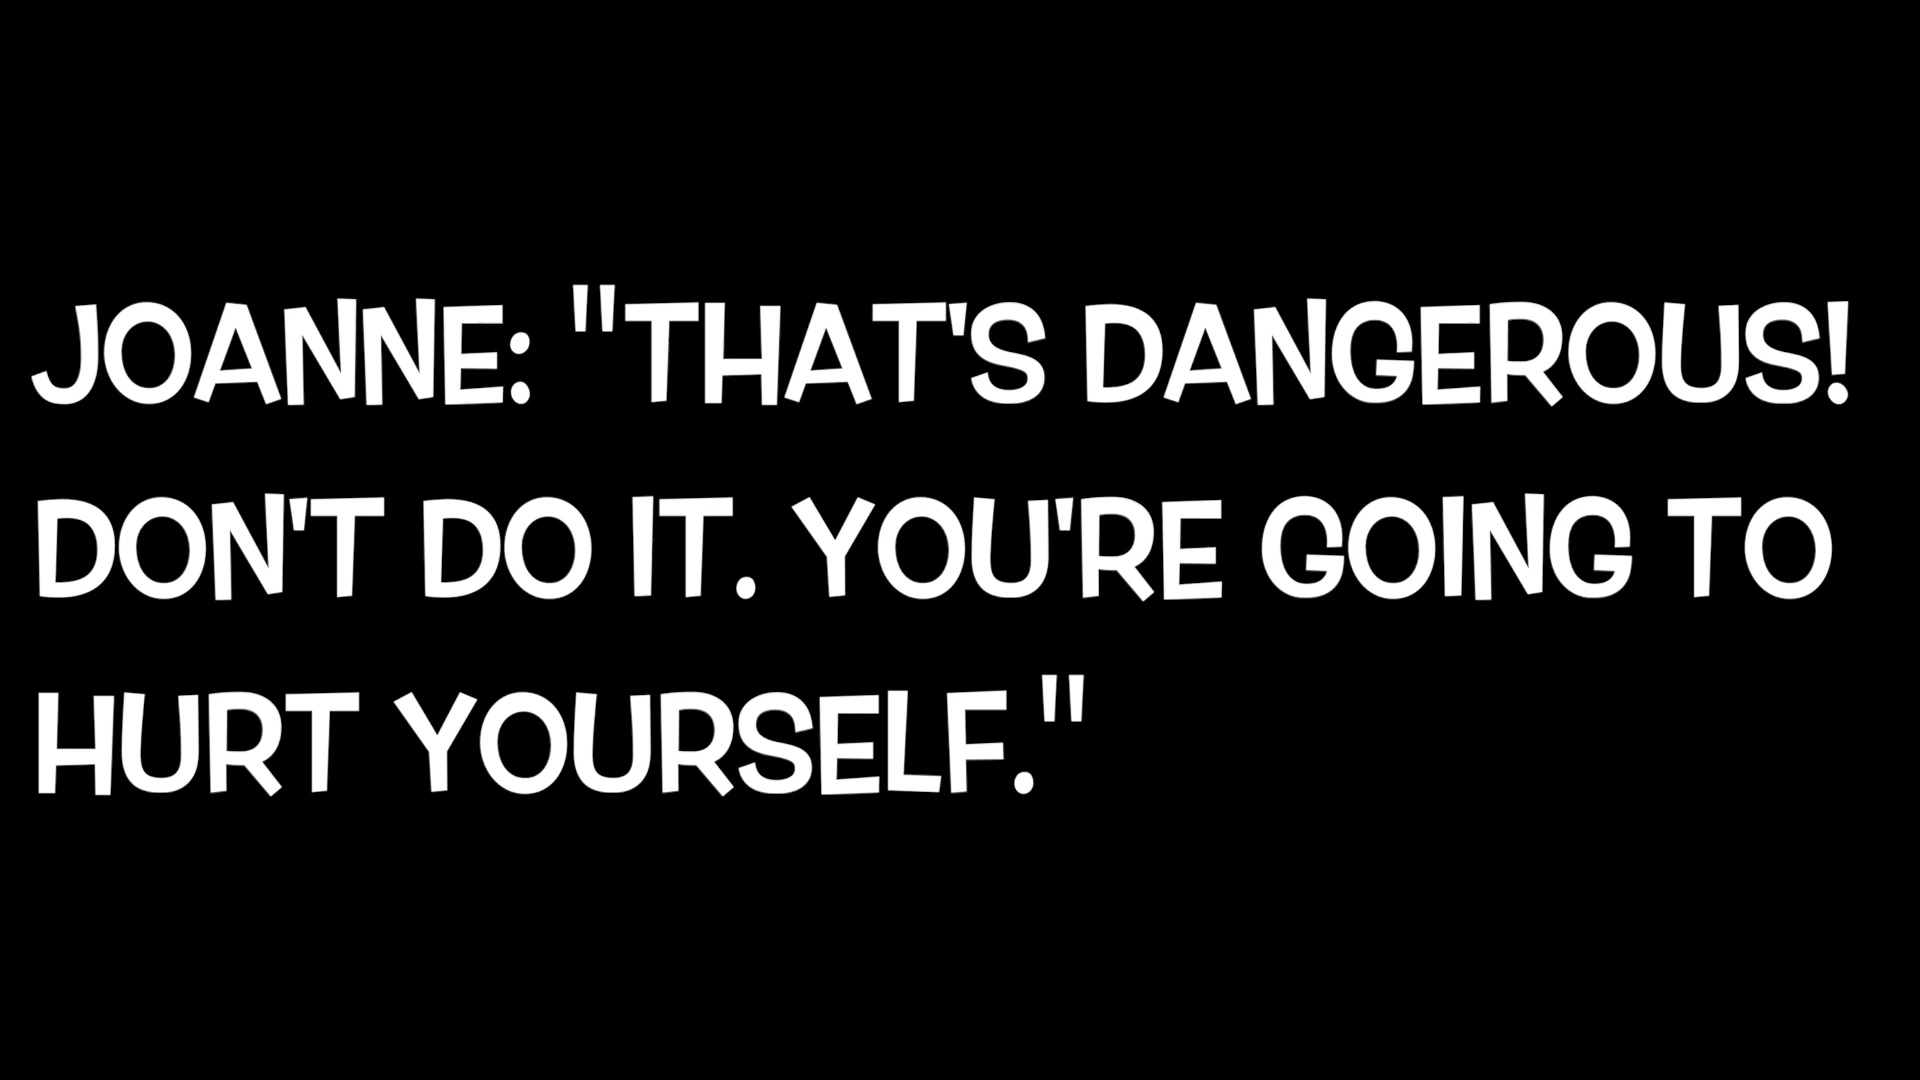 JOANNE: "THAT'S DANGEROUS!
DON'T DO IT. YOU'RE GOING TO
HURT YOURSELF."